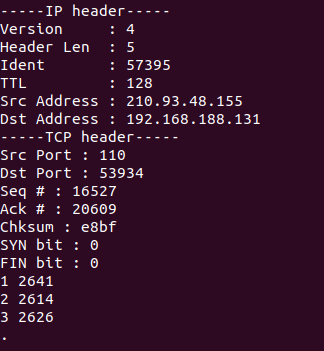 -----IP header-----
Version     : 4
Header Len  : 5
Ident       : 57395
TTL         : 128
Src Address : 210.93.48.155
Dst Address : 192.168.188.131
-----TCP header-----
Src Port : 110
Dst Port : 53934
Seq # : 16527
Ack # : 20609
Chksum : e8bf
SYN bit : 0
FIN bit : 0
1 2641
2 2614
3 2626
.